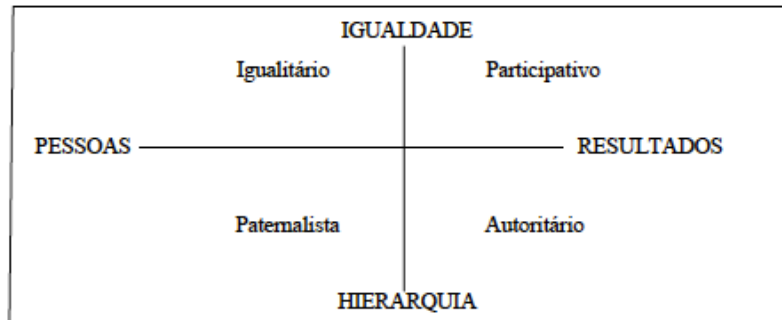 IGUALDADE
Igualitário Participativo
PESSOAS RESULTADOS
Paternalista Autoritário
HIERARQUIA